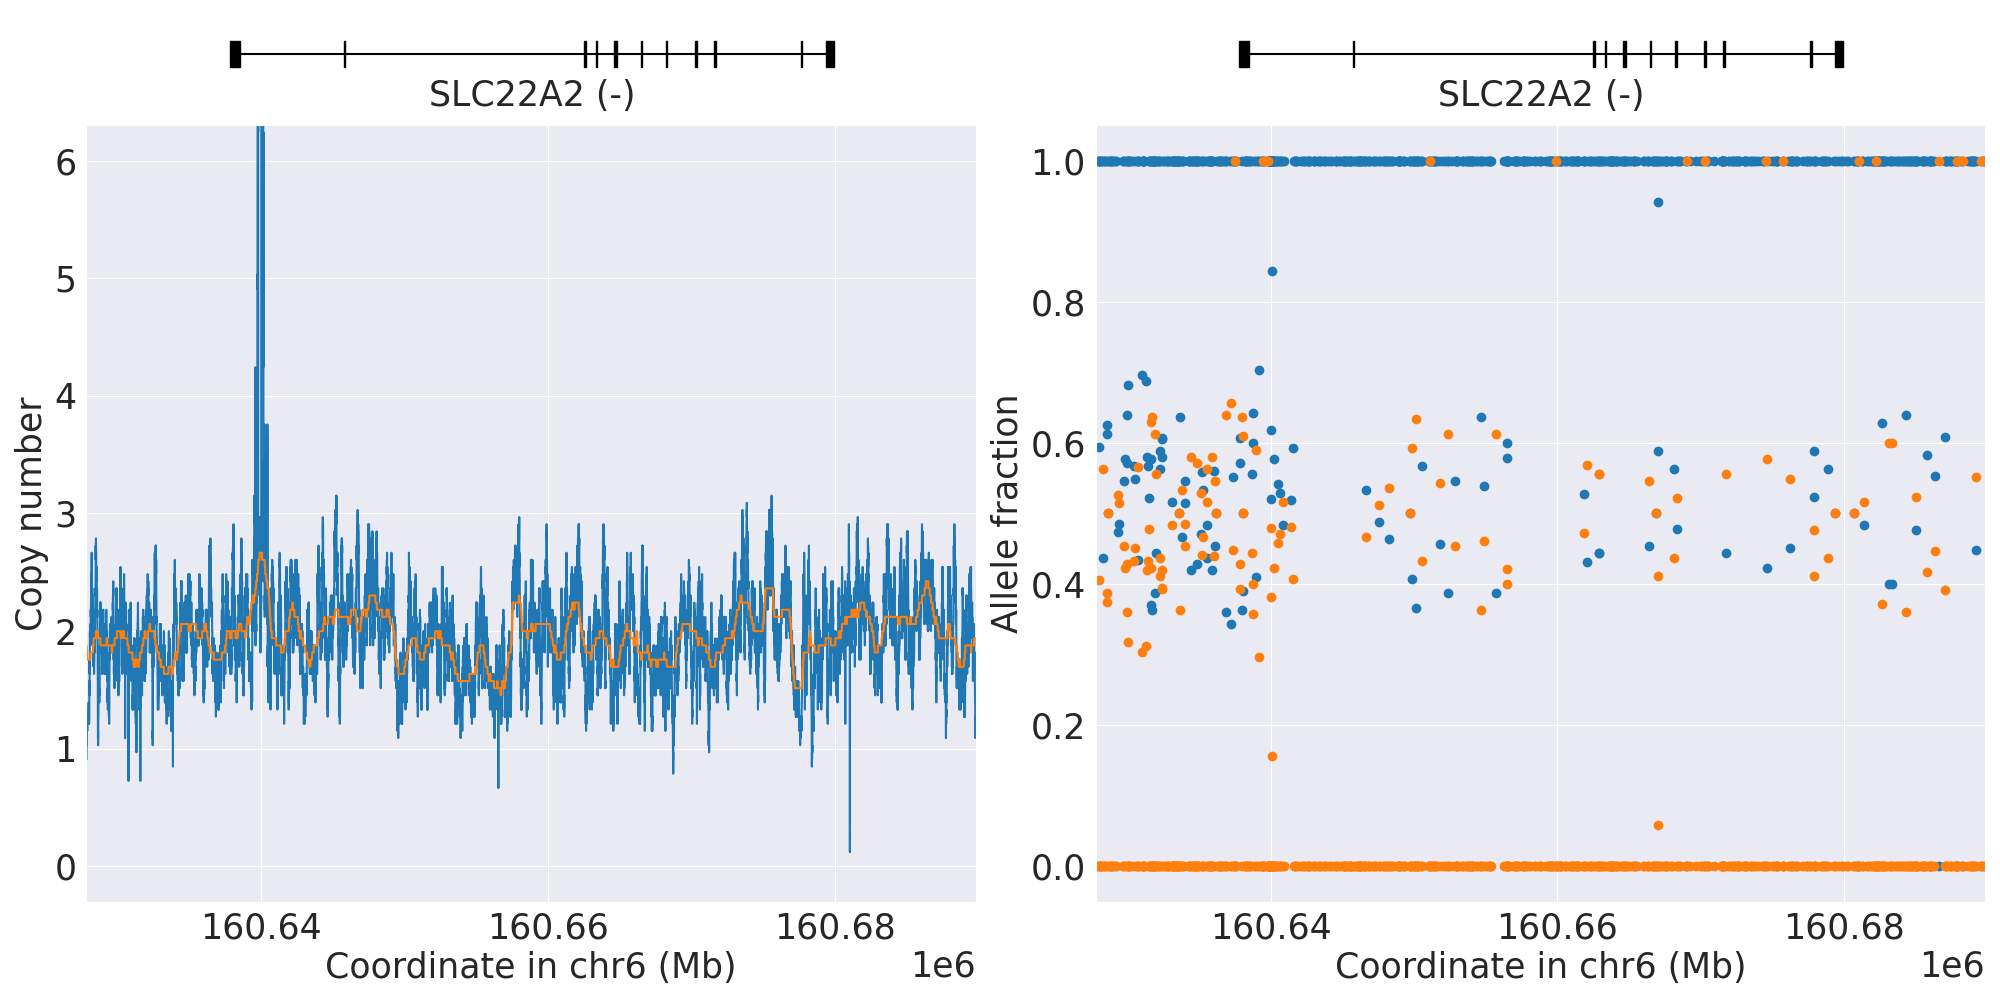 SLC22A2 (-)
Copy number
6
5
4
3
2
1
0
160.64
160.66
160.68
Coordinate in chr6 (Mb)
1e6
SLC22A2 (-)
Allele fraction
1.0
0.8
0.6
0.4
0.2
0.0
160.64
160.66
160.68
Coordinate in chr6 (Mb)
1e6